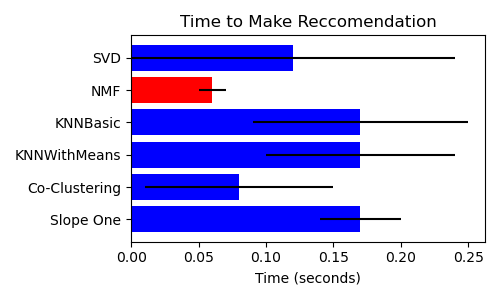 Time to Make Reccomendation
SVD
NMF
KNNBasic
KNNWithMeans
Co-Clustering
Slope One
0.00 0.05 0.10 0.15 0.20 0.25
Time (seconds)